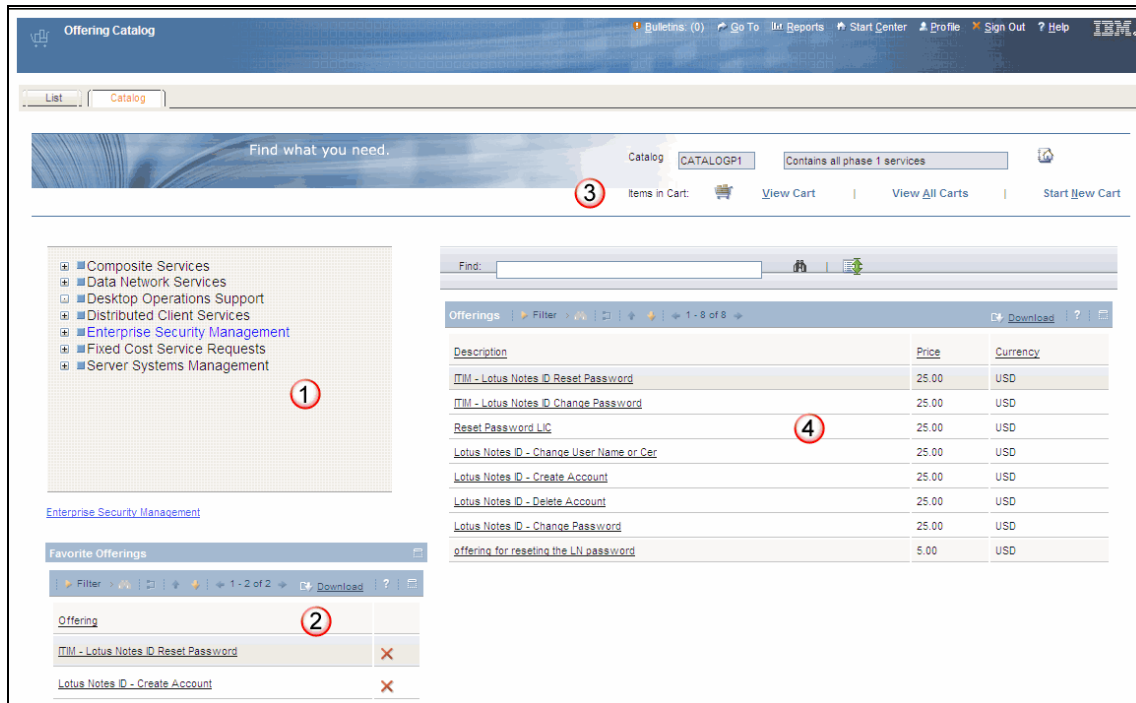 Offering Catalog
Bulletins: (0) Go To Reports Start Center Profile Sign Out ? Help IBM.
List Catalog
Find what you need.
Catalog CATALOGP1 Contains all phase 1 services
3 Items in Cart: View Cart | View All Carts | Start New Cart
Composite Services
Data Network Services
Desktop Operations Support
Distributed Client Services
Enterprise Security Management
Fixed Cost Service Requests
Server Systems Management
1
Enterprise Security Management
Favorite Offerings
Filter 1 - 2 of 2 Download ?
Offering 2
ITIM - Lotus Notes ID Reset Password
Lotus Notes ID - Create Account
Find:
Offerings Filter 1 - 8 of 8 Download ?
Description Price Currency
ITIM - Lotus Notes ID Reset Password 25.00 USD
ITIM - Lotus Notes ID Change Password 25.00 USD
Reset Password LIC 4 25.00 USD
Lotus Notes ID - Change User Name or Cer 25.00 USD
Lotus Notes ID - Create Account 25.00 USD
Lotus Notes ID - Delete Account 25.00 USD
Lotus Notes ID - Change Password 25.00 USD
offering for reseting the LN password 5.00 USD